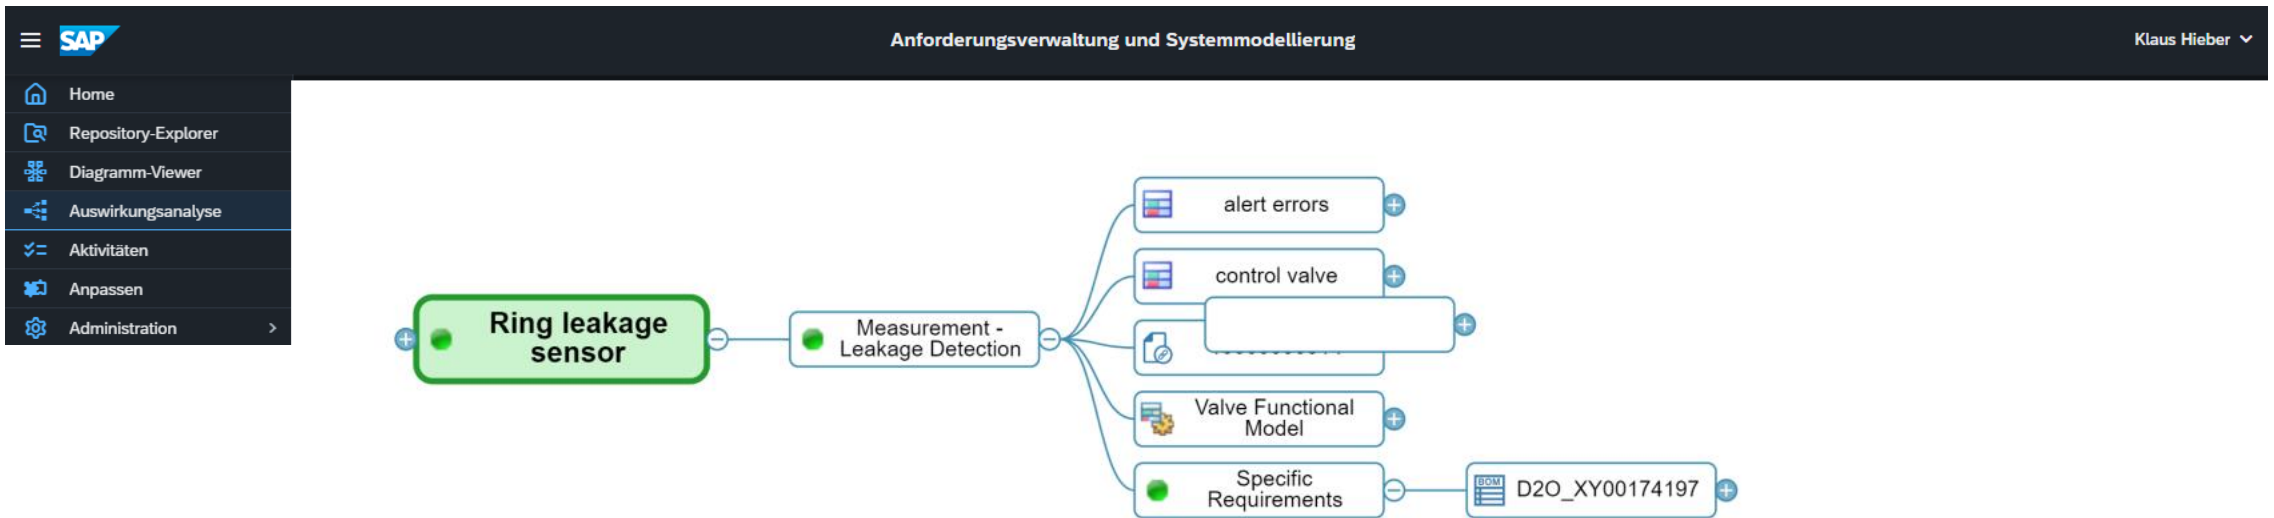 SAP
Anforderungsverwaltung und Systemmodellierung
Klaus Hieber
Home
Repository-Explorer
Diagramm-Viewer
Auswirkungsanalyse
Aktivitäten
Anpassen
Administration
Ring leakage
sensor
Measurement -
Leakage Detection
alert errors
control valve
Valve Functional
Model
Specific
Requirements
BOM
D2O_XY00174197